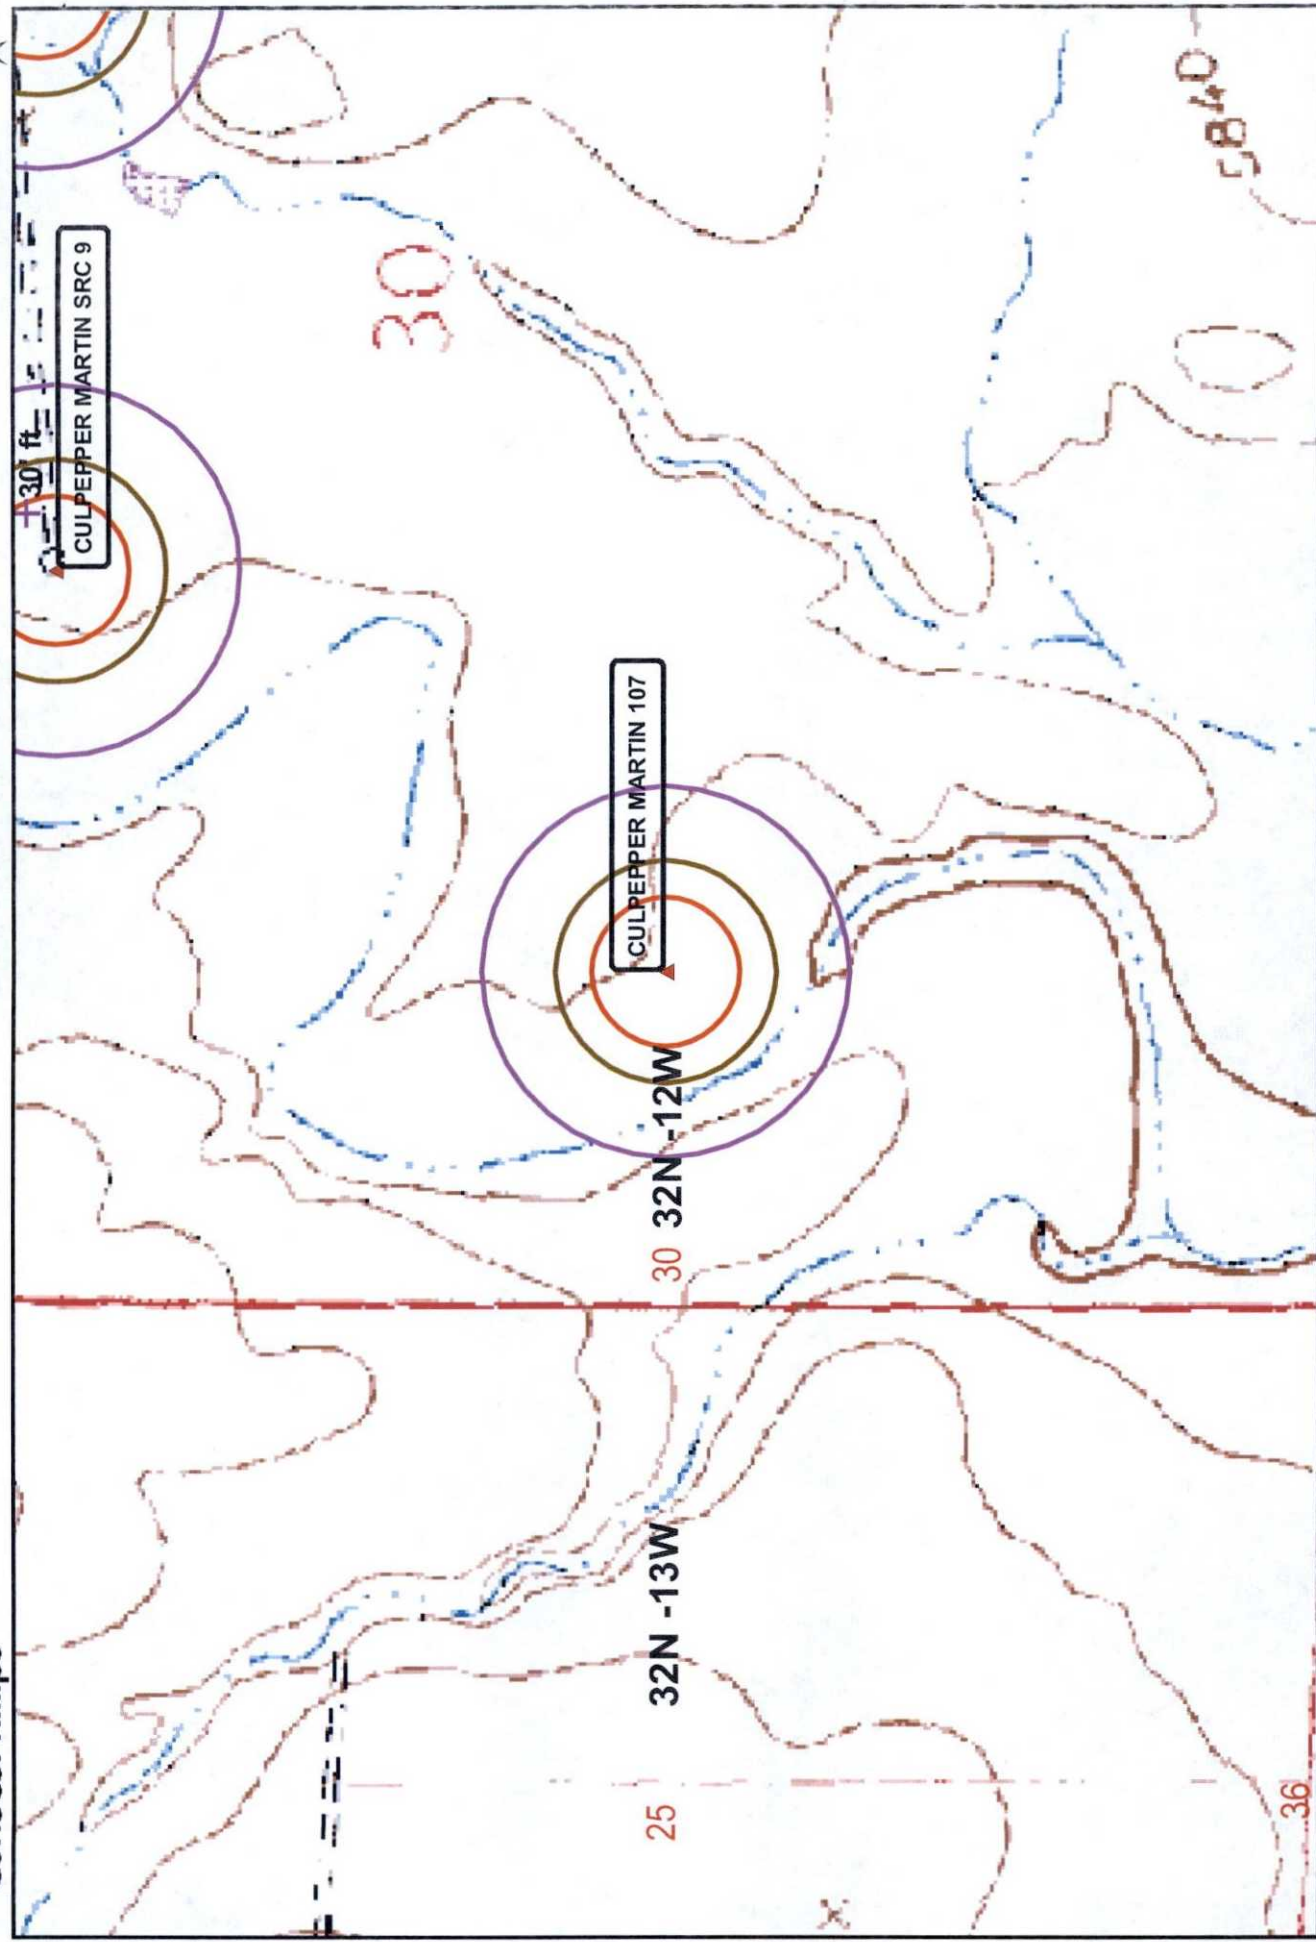 30' ft
CULPEPPER MARTIN SRC 9
30
5840
CULPEPPER MARTIN 107
32N -12W
30
32N -13W
25
36